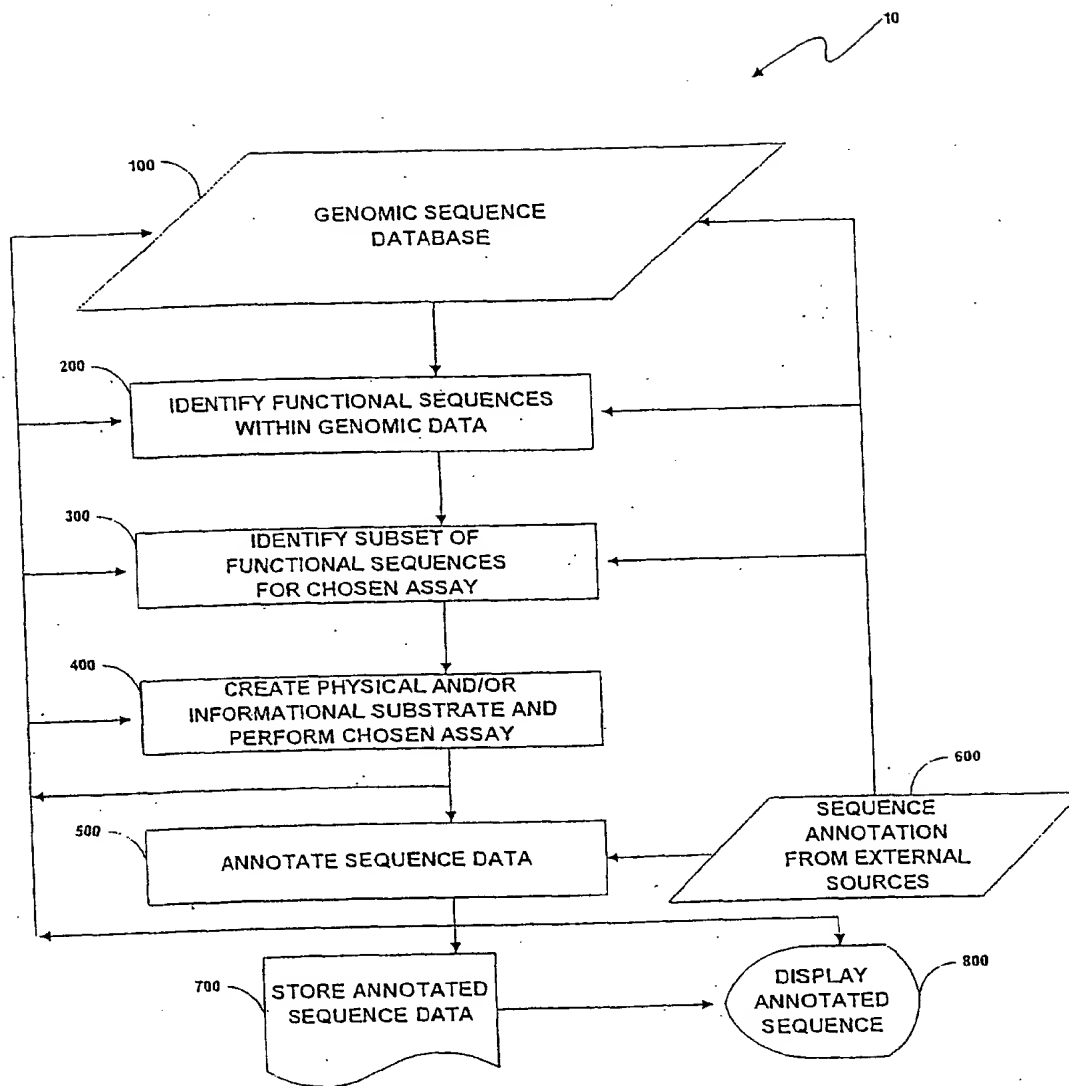 10
100
GENOMIC SEQUENCE
DATABASE
200
IDENTIFY FUNCTIONAL SEQUENCES
WITHIN GENOMIC DATA
300
IDENTIFY SUBSET OF
FUNCTIONAL SEQUENCES
FOR CHOSEN ASSAY
400
CREATE PHYSICAL AND/OR
INFORMATIONAL SUBSTRATE AND
PERFORM CHOSEN ASSAY
600
SEQUENCE
ANNOTATION
FROM EXTERNAL
SOURCES
500
ANNOTATE SEQUENCE DATA
700
STORE ANNOTATED
SEQUENCE DATA
800
DISPLAY
ANNOTATED
SEQUENCE